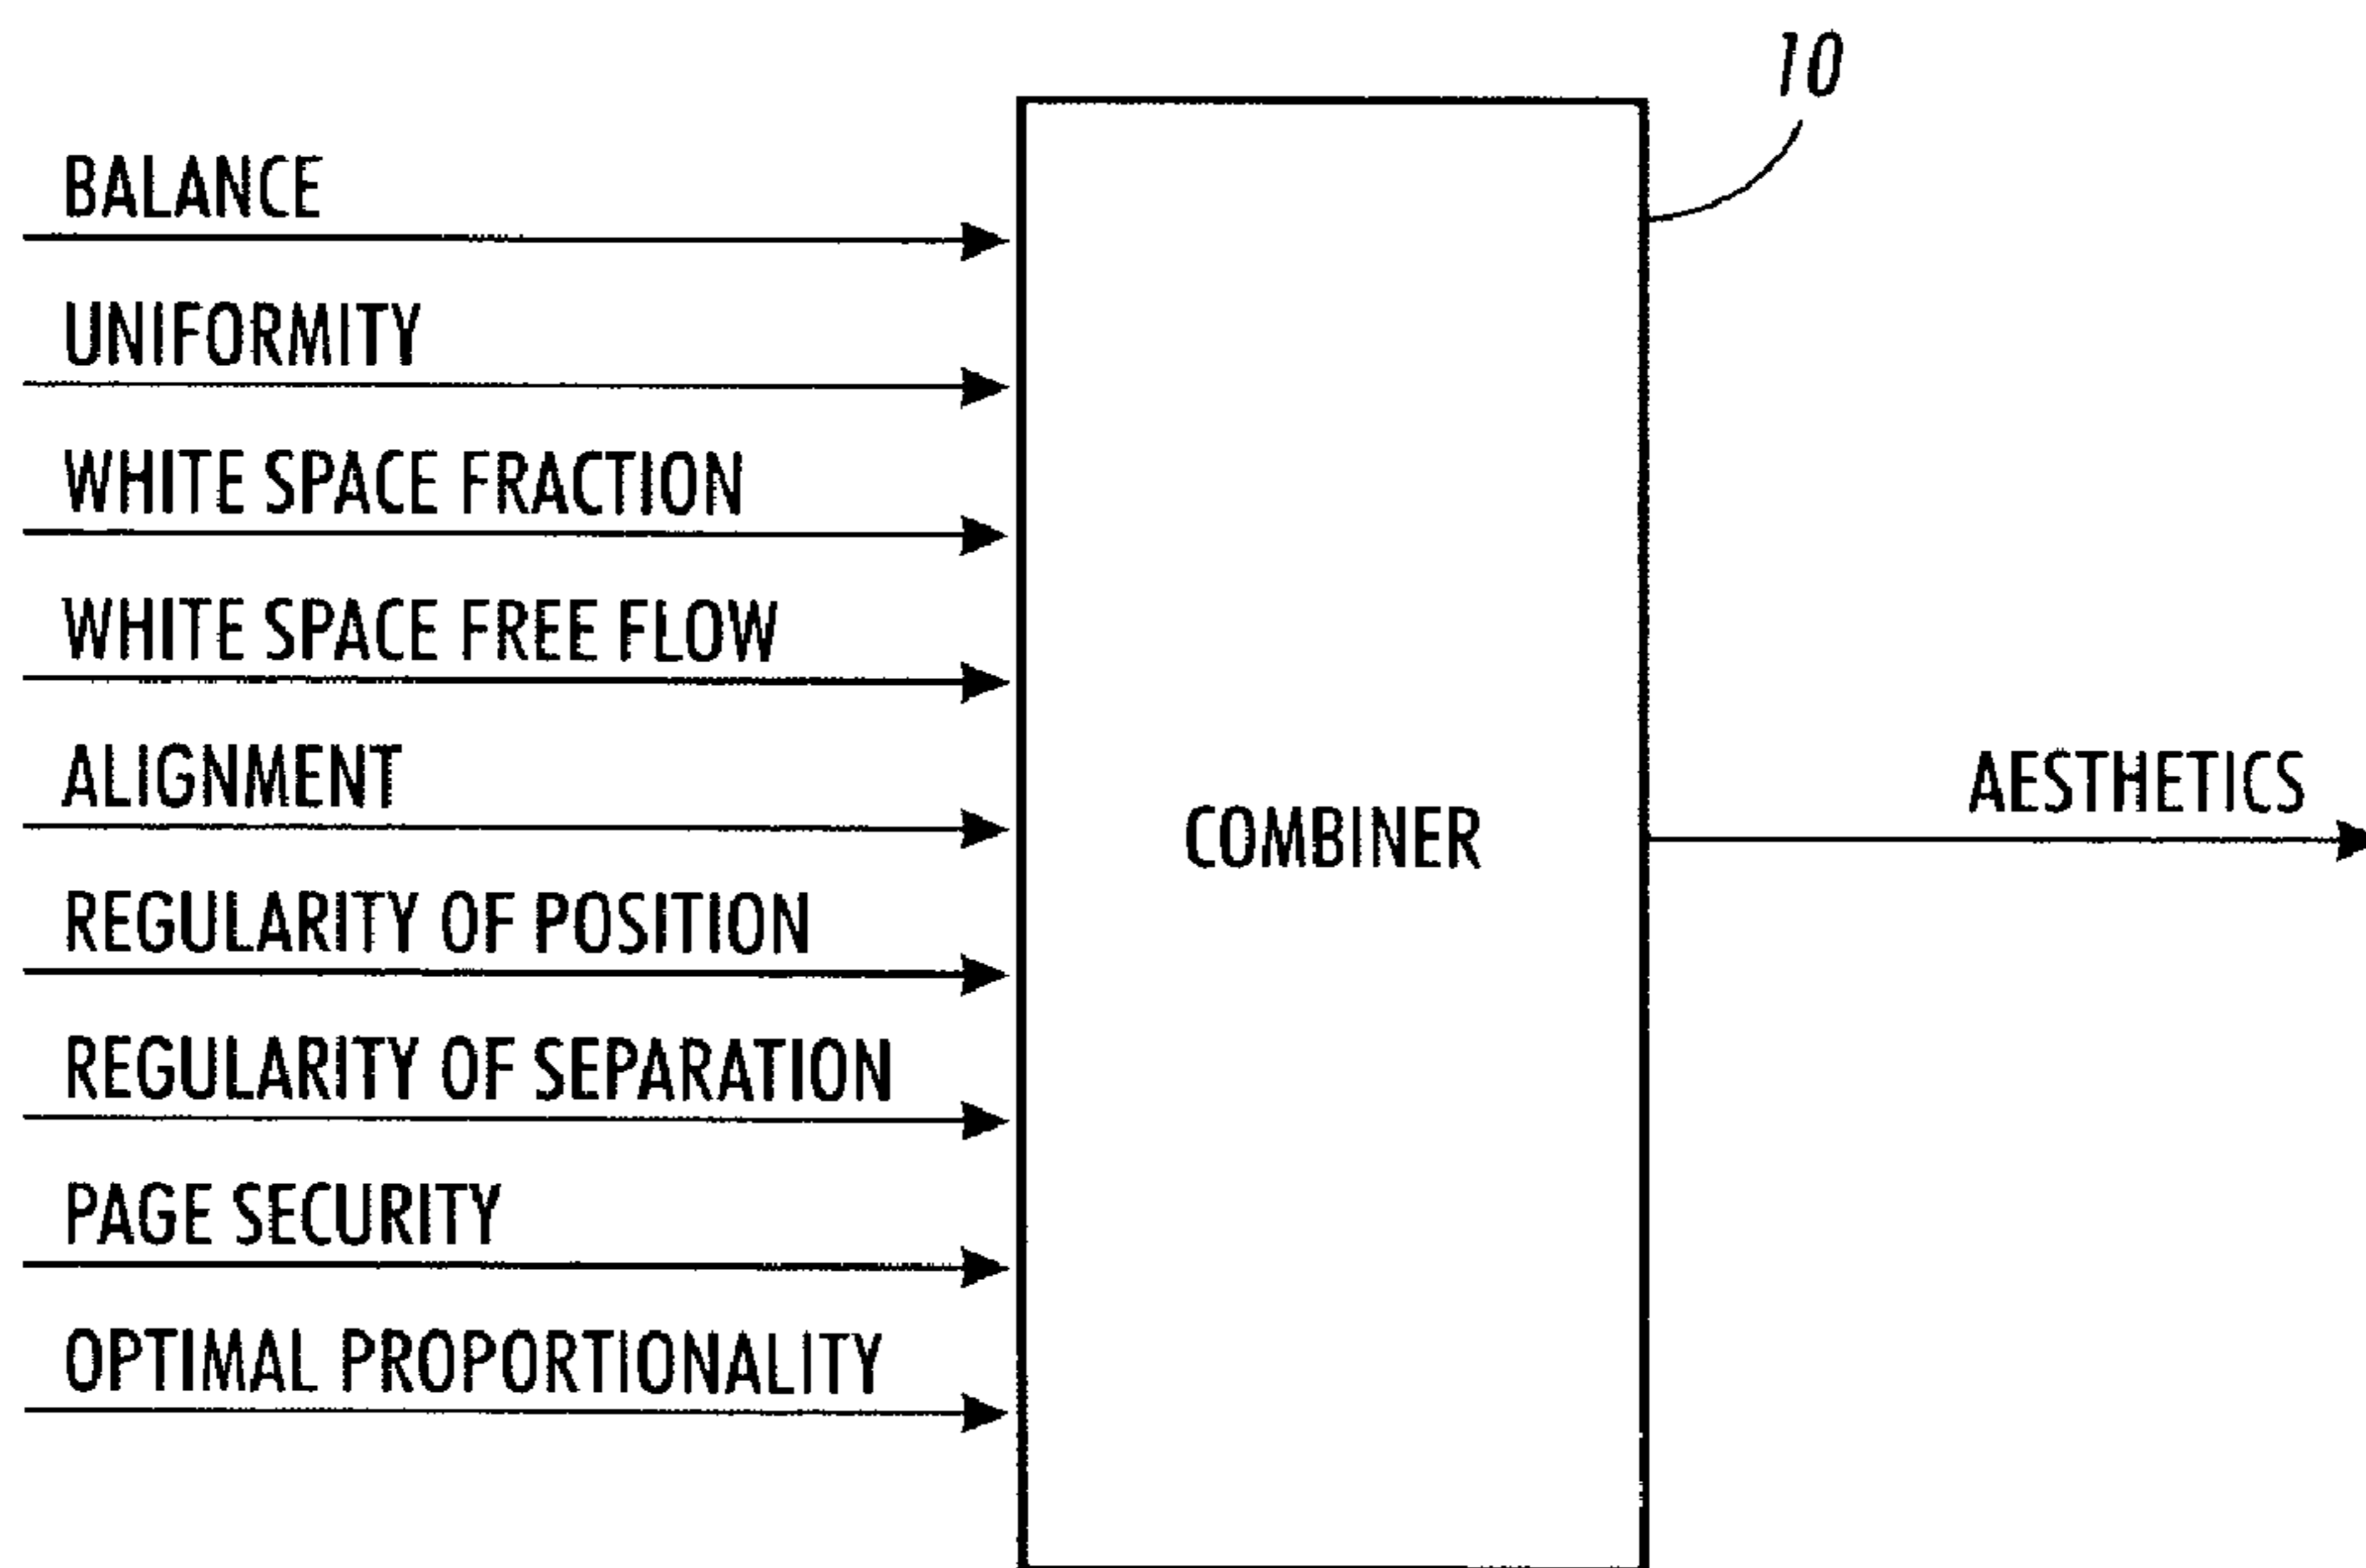 10
BALANCE
UNIFORMITY
WHITE SPACE FRACTION
WHITE SPACE FREE FLOW
ALIGNMENT
REGULARITY OF POSITION
REGULARITY OF SEPARATION
PAGE SECURITY
OPTIMAL PROPORTIONALITY
COMBINER
AESTHETICS